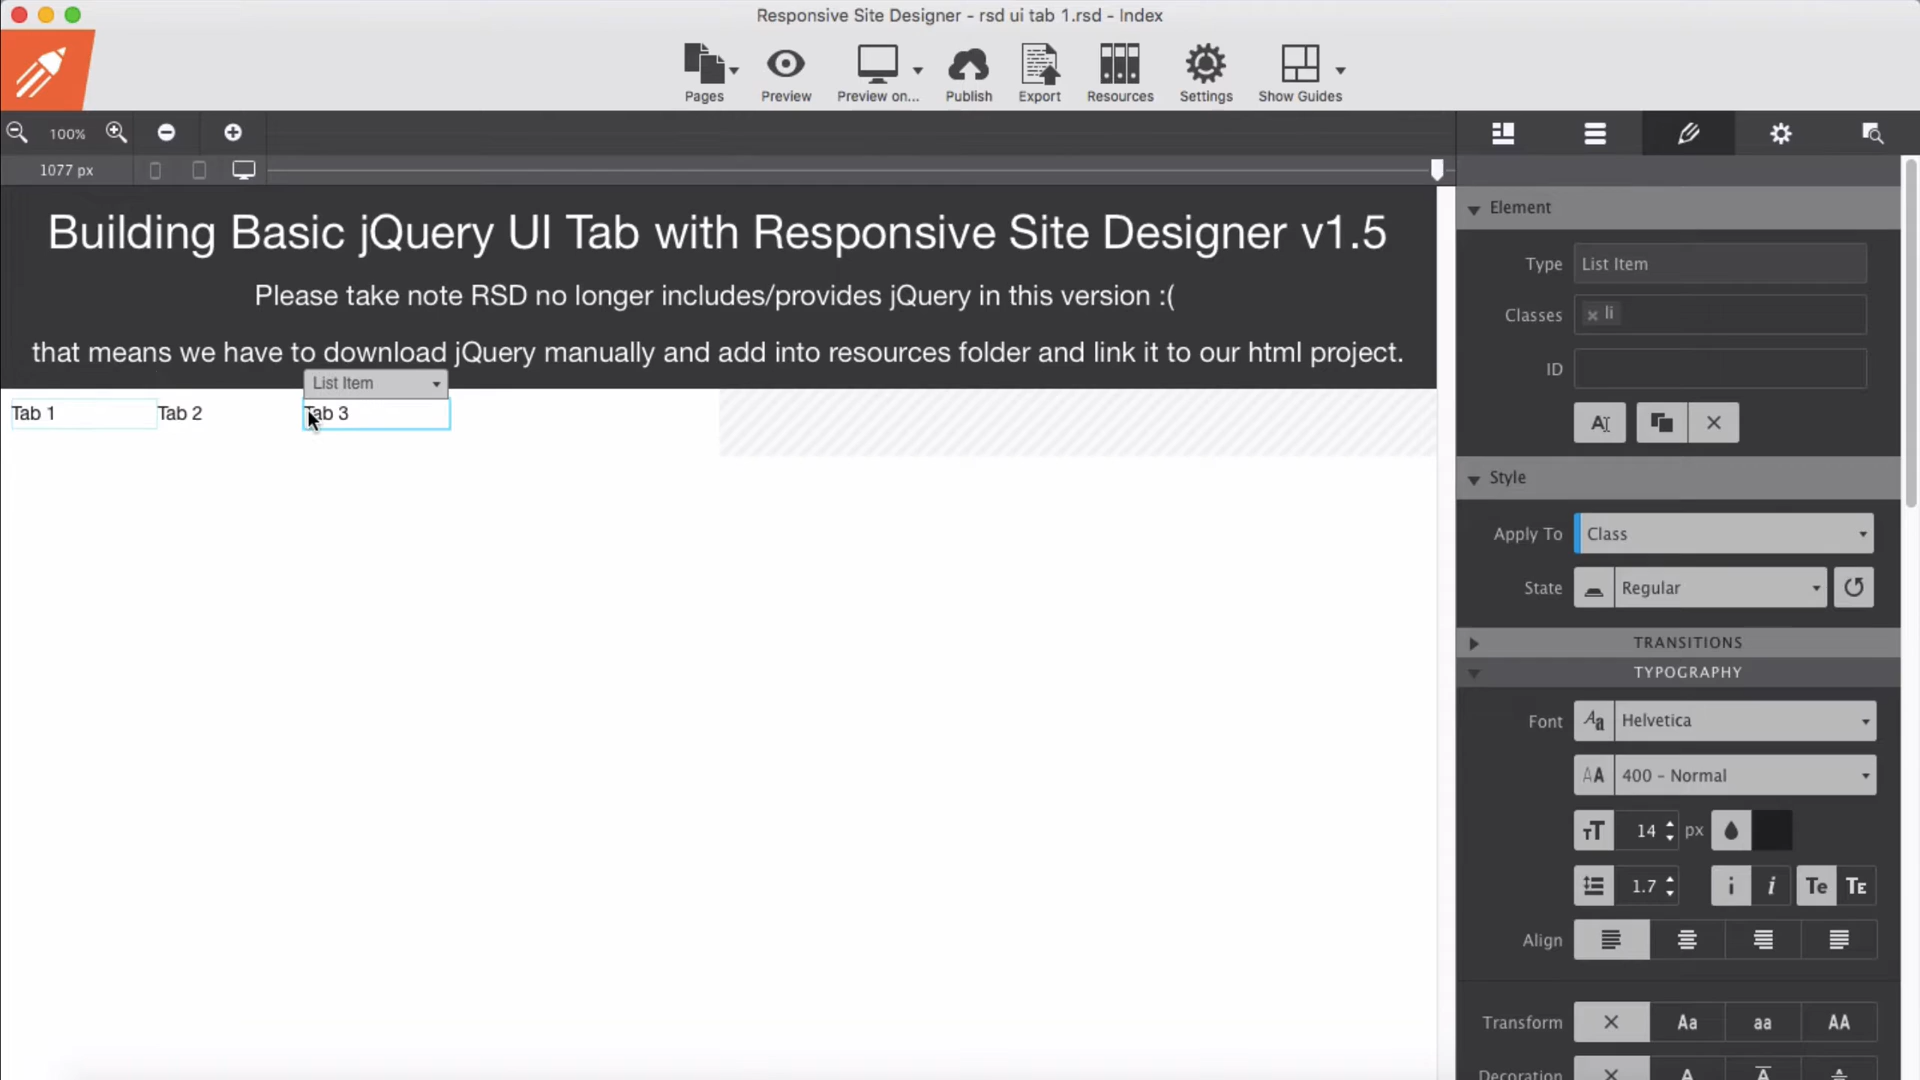 Responsive Site Designer - rsd ui tab 1.rsd - Index
Pages
Preview
Preview on...
Publish
Export
Resources
Settings
Show Guides
100%
1077 px
Building Basic jQuery UI Tab with Responsive Site Designer v1.5
Please take note RSD no longer includes/provides jQuery in this version :(
that means we have to download jQuery manually and add into resources folder and link it to our html project.
List Item
Tab 1
Tab 2
Tab 3
Element
Type
List Item
Classes
li
ID
Style
Apply To
Class
State
Regular
TRANSITIONS
TYPOGRAPHY
Font
Helvetica
400 - Normal
14
px
1.7
Align
Transform
Aa
aa
AA
Decoration